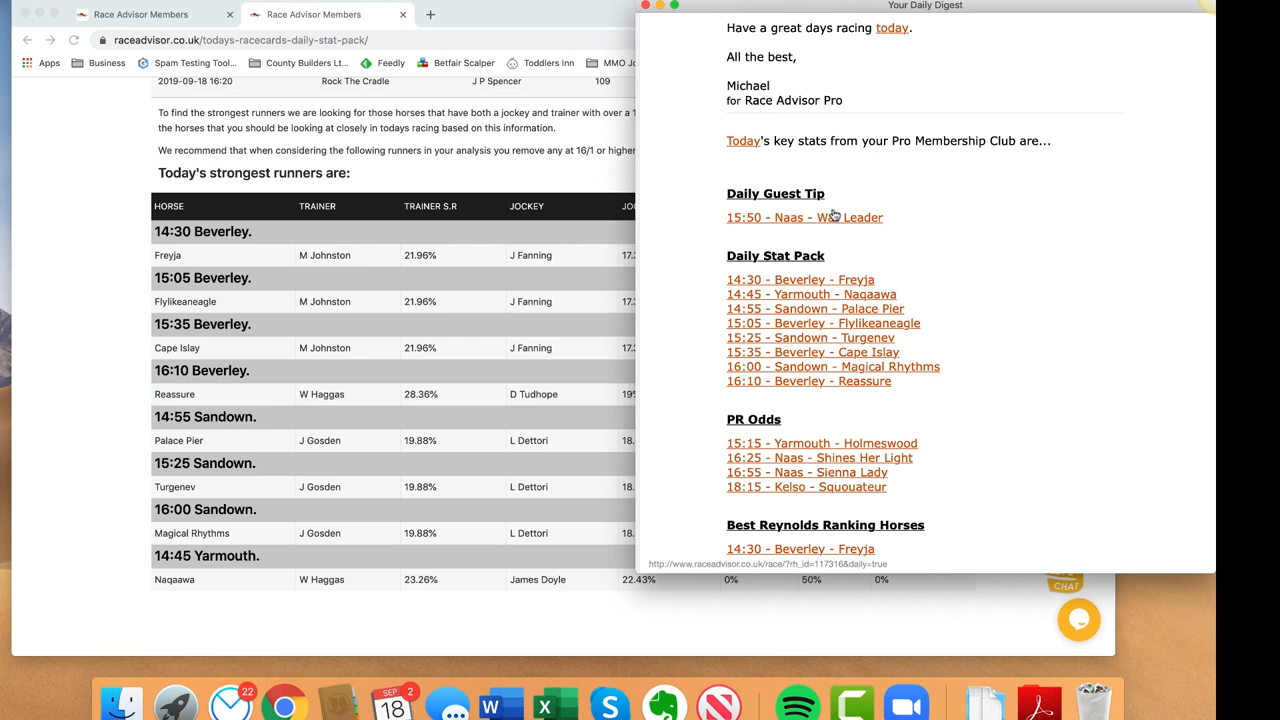 Race Advisor Members
Race Advisor Members
raceadvisor.co.uk/todays-racecards-daily-stat-pack/
Apps
Business
Spam Testing Tool...
County Builders Lt...
Feedly
Betfair Scalper
Toddlers Inn
MMO Jo
2019-09-18 16:20 Rock The Cradle J P Spencer 109
To find the strongest runners we are looking for those horses that have both a jockey and trainer with over a 1
the horses that you should be looking at closely in todays racing based on this information.
We recommend that when considering the following runners in your analysis you remove any at 16/1 or higher
Today's strongest runners are:
HORSE TRAINER TRAINER S.R JOCKEY JO
14:30 Beverley.
Freyja M Johnston 21.96% J Fanning 17.
15:05 Beverley.
Flylikeaneagle M Johnston 21.96% J Fanning 17.
15:35 Beverley.
Cape Islay M Johnston 21.96% J Fanning 17.
16:10 Beverley.
Reassure W Haggas 28.36% D Tudhope 19%
14:55 Sandown.
Palace Pier J Gosden 19.88% L Dettori 18.
15:25 Sandown.
Turgenev J Gosden 19.88% L Dettori 18.
16:00 Sandown.
Magical Rhythms J Gosden 19.88% L Dettori 18.
14:45 Yarmouth.
Naqaawa W Haggas 23.26% James Doyle 22.43% 0% 50% 0%
Your Daily Digest
Have a great days racing today.
All the best,
Michael
for Race Advisor Pro
Today's key stats from your Pro Membership Club are...
Daily Guest Tip
15:50 - Naas - Leader
Daily Stat Pack
14:30 - Beverley - Freyja
14:45 - Yarmouth - Naqaawa
14:55 - Sandown - Palace Pier
15:05 - Beverley - Flylikeaneagle
15:25 - Sandown - Turgenev
15:35 - Beverley - Cape Islay
16:00 - Sandown - Magical Rhythms
16:10 - Beverley - Reassure
PR Odds
15:15 - Yarmouth - Holmeswood
16:25 - Naas - Shines Her Light
16:55 - Naas - Sienna Lady
18:15 - Kelso - Squouateur
Best Reynolds Ranking Horses
14:30 - Beverley - Freyja
http://www.raceadvisor.co.uk/race/?rh_id=117316&daily=true
CHAT
22
SEP
2
18
W
X
S